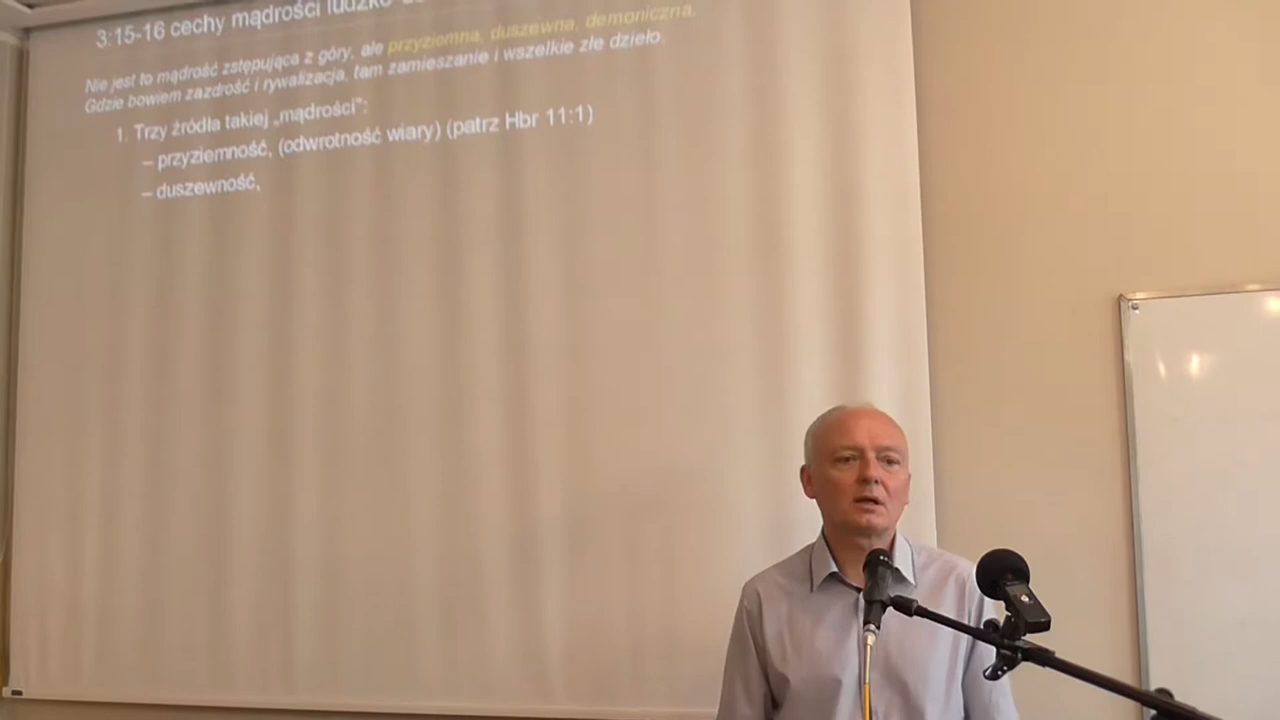 3:15-16 cechy mądrości ludzko-
Nie jest to mądrość zstępująca z góry, ale przyziemna, duszewna, demoniczna.
Gdzie bowiem zazdrość i rywalizacja, tam zamieszanie i wszelkie złe dzieło.
1. Trzy źródła takiej „mądrości":
– przyziemność, (odwrotność wiary) (patrz Hbr 11:1)
– duszewność,